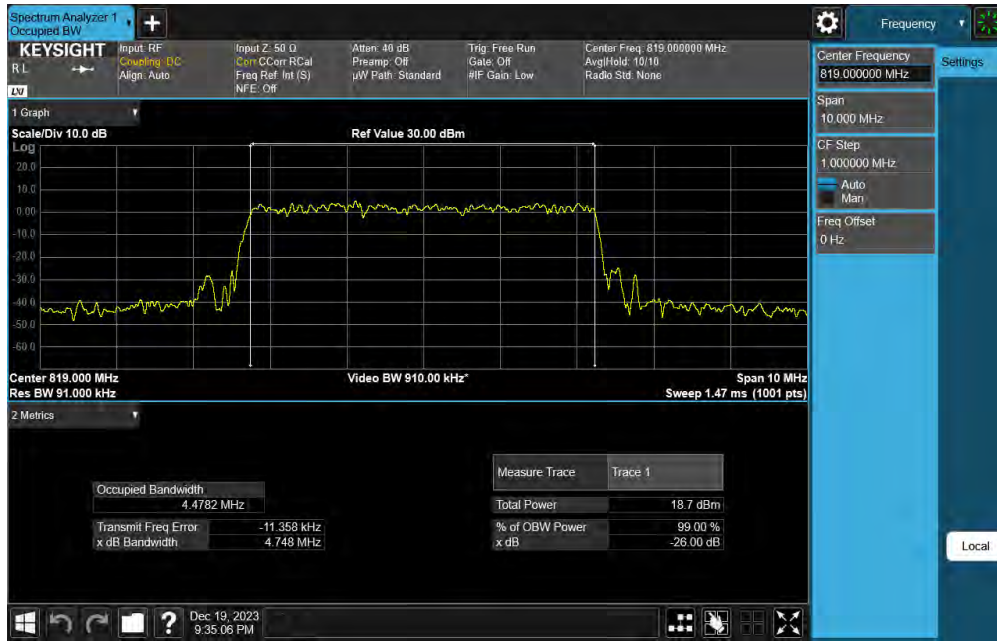 Spectrum Analyzer 1
Occupied BW
Frequency
KEYSIGHT
R L
LXI
Input: RF
Coupling: DC
Align: Auto
Input Z: 50 Ω
Corr CCorr RCal
Freq Ref: Int (S)
NFE: Off
Atten: 40 dB
Preamp: Off
µW Path: Standard
Trig: Free Run
Gate: Off
#IF Gain: Low
Center Freq: 819.000000 MHz
Avg|Hold: 10/10
Radio Std: None
Center Frequency
819.000000 MHz
Settings
Span
10.000 MHz
CF Step
1.000000 MHz
Auto
Man
Freq Offset
0 Hz
Local
1 Graph
Scale/Div 10.0 dB
Ref Value 30.00 dBm
Log
20.0
10.0
0.00
-10.0
-20.0
-30.0
-40.0
-50.0
-60.0
Center 819.000 MHz
Video BW 910.00 kHz*
Span 10 MHz
Res BW 91.000 kHz
Sweep 1.47 ms (1001 pts)
2 Metrics
Measure Trace
Trace 1
Occupied Bandwidth
4.4782 MHz
Total Power
18.7 dBm
Transmit Freq Error
-11.358 kHz
% of OBW Power
99.00 %
x dB Bandwidth
4.748 MHz
x dB
-26.00 dB
?
Dec 19, 2023
9:35:06 PM